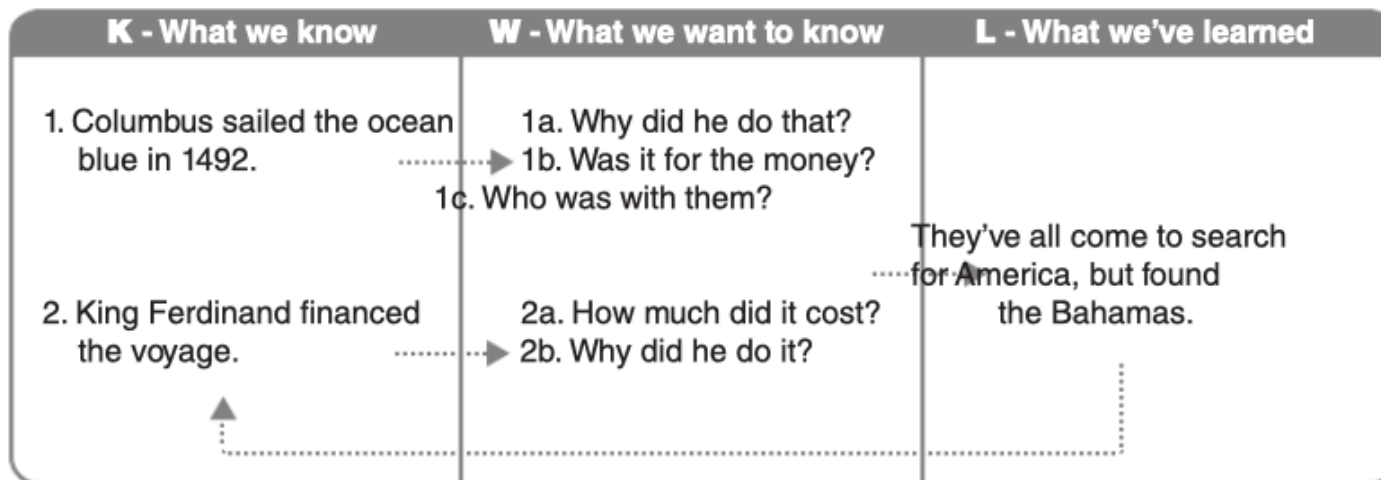 K - What we know
W - What we want to know
L - What we've learned
1. Columbus sailed the ocean
blue in 1492.
1a. Why did he do that?
1b. Was it for the money?
1c. Who was with them?
2. King Ferdinand financed
the voyage.
2a. How much did it cost?
2b. Why did he do it?
They've all come to search
for America, but found
the Bahamas.